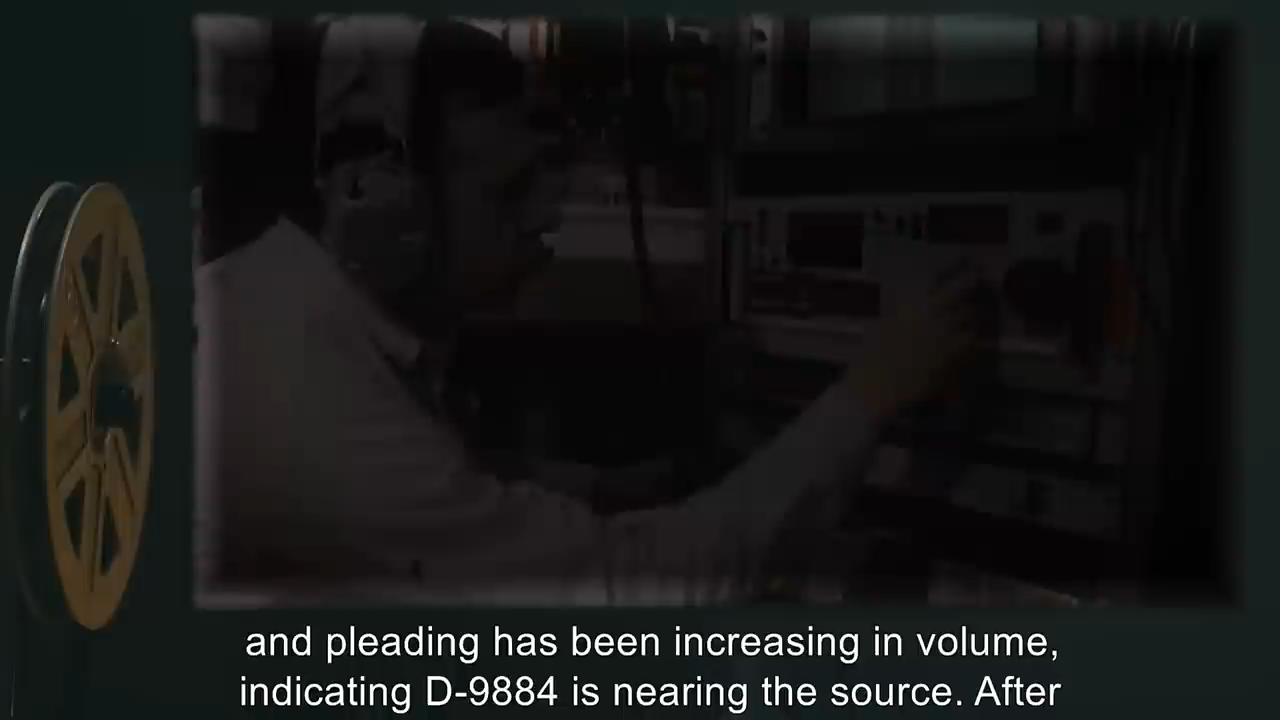 and pleading has been increasing in volume,
indicating D-9884 is nearing the source. After